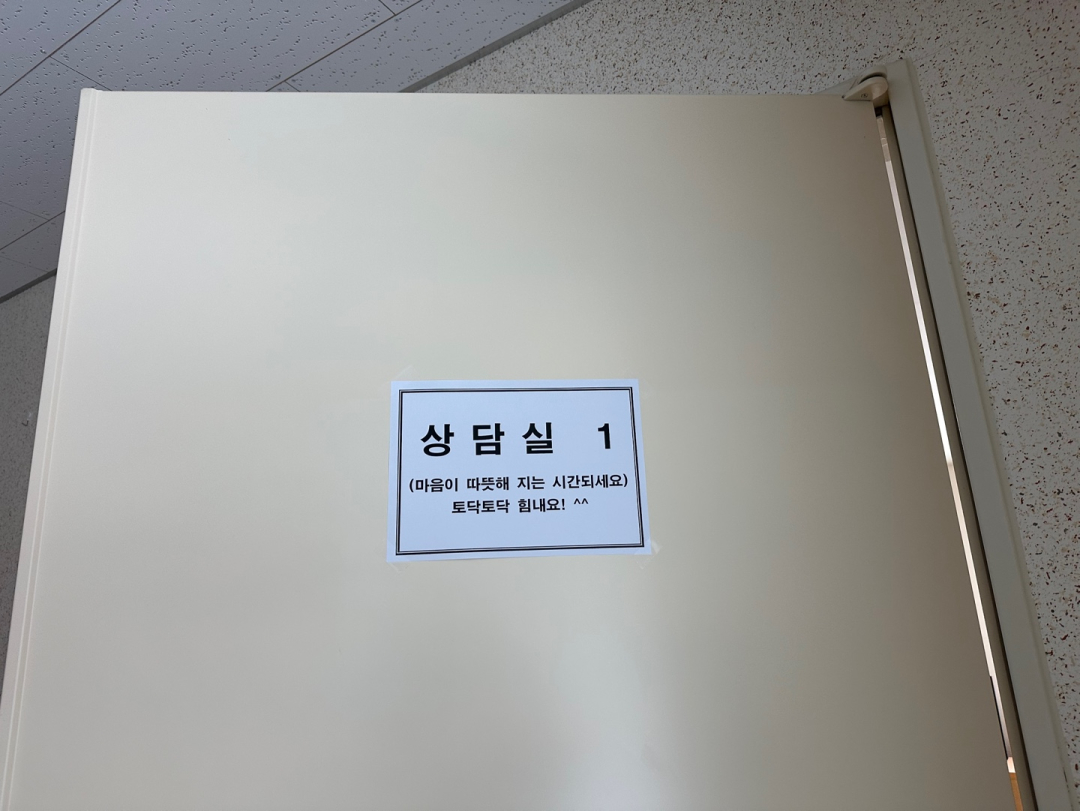 상담실 1
(마음이 따뜻해 지는 시간되세요)
토닥토닥 힘내요! ^^